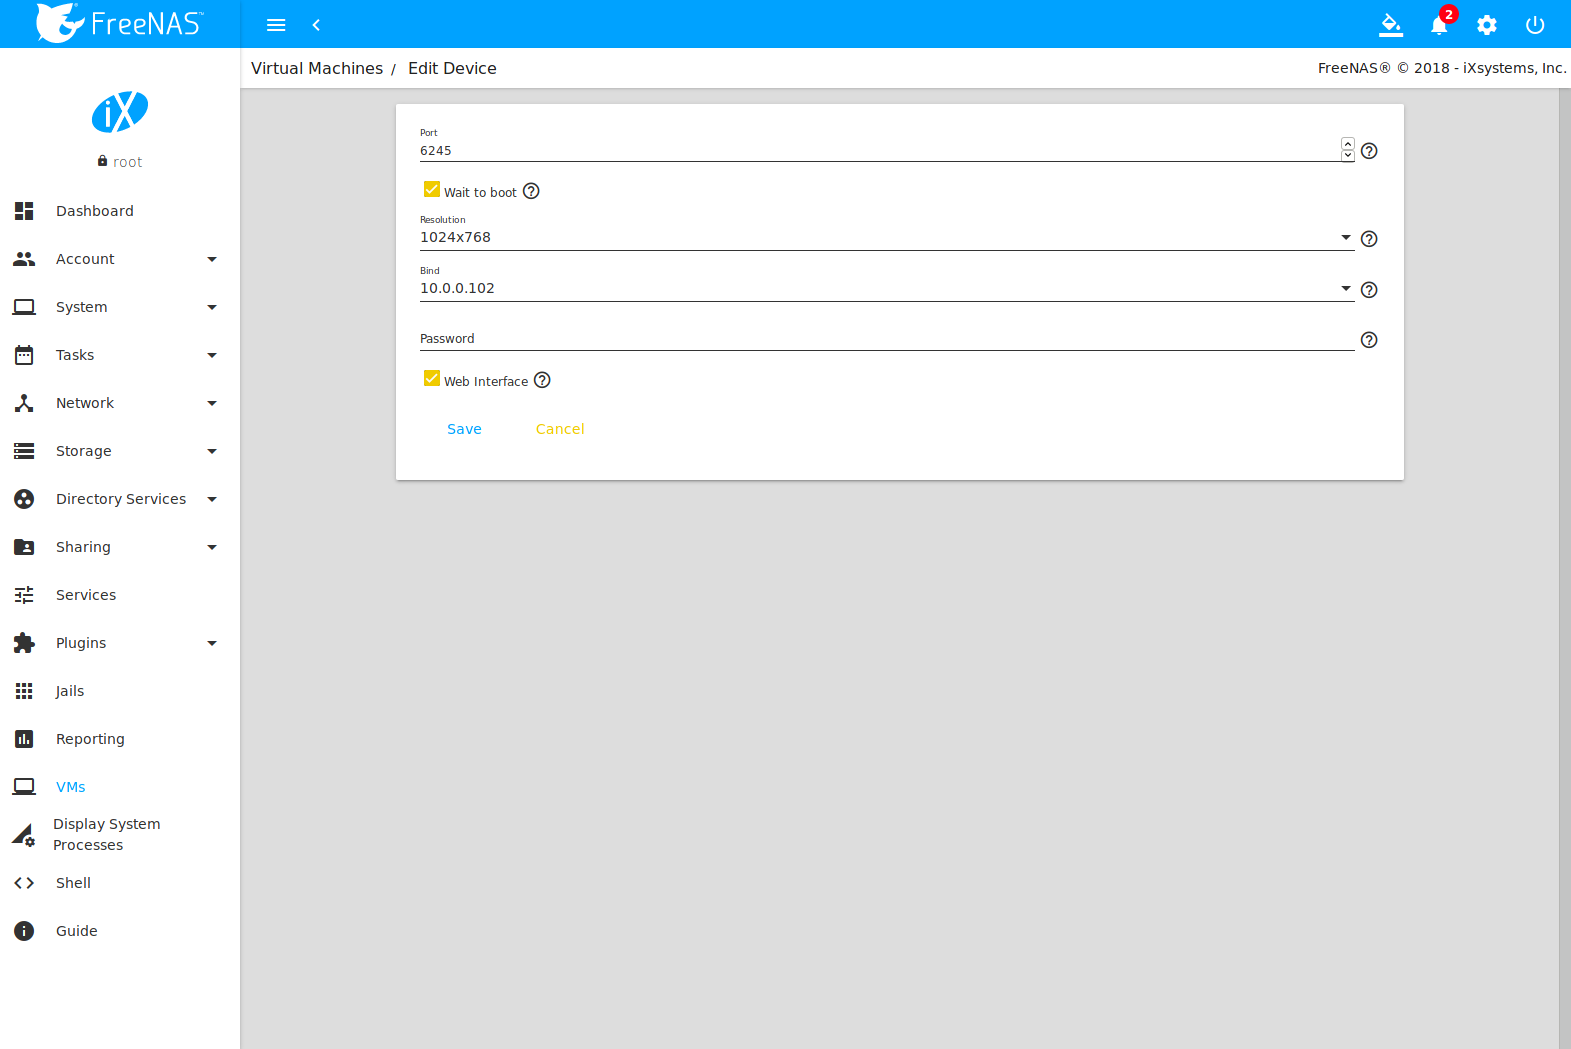 FreeNAS™
2
Virtual Machines / Edit Device
FreeNAS® © 2018 - iXsystems, Inc.
iX
root
Dashboard
Account
System
Tasks
Network
Storage
Directory Services
Sharing
Services
Plugins
Jails
Reporting
VMs
Display System
Processes
Shell
Guide
Port
6245
Wait to boot
Resolution
1024x768
Bind
10.0.0.102
Password
Web Interface
Save Cancel